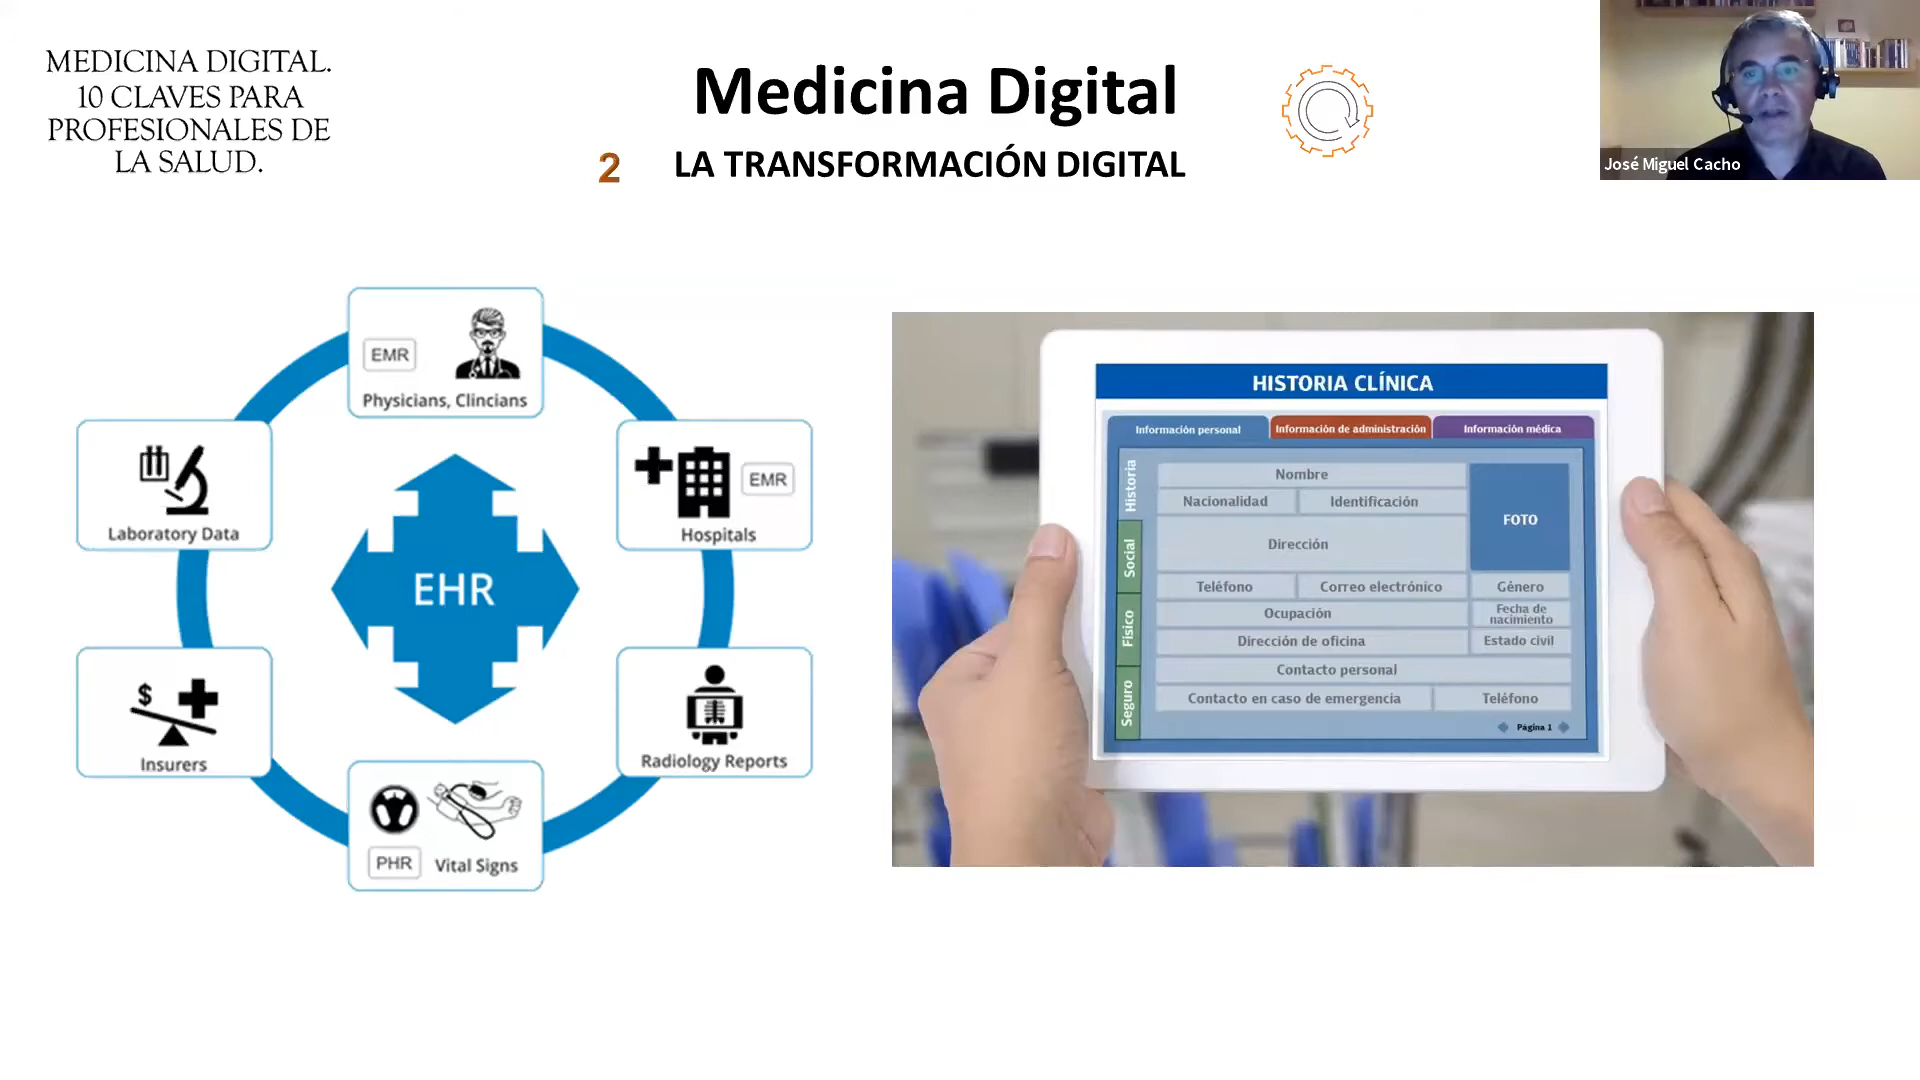 MEDICINA DIGITAL.
10 CLAVES PARA
PROFESIONALES DE
LA SALUD.
Medicina Digital
2 LA TRANSFORMACIÓN DIGITAL
José Miguel Cacho
EMR
Physicians, Clincians
Laboratory Data
EMR
Hospitals
EHR
Insurers
Radiology Reports
PHR
Vital Signs
HISTORIA CLÍNICA
Información personal
Información de administración
Información médica
Historia
Social
Físico
Seguro
Nombre
Nacionalidad
Identificación
FOTO
Dirección
Teléfono
Correo electrónico
Género
Ocupación
Fecha de
nacimiento
Dirección de oficina
Estado civil
Contacto personal
Contacto en caso de emergencia
Teléfono
Página 1